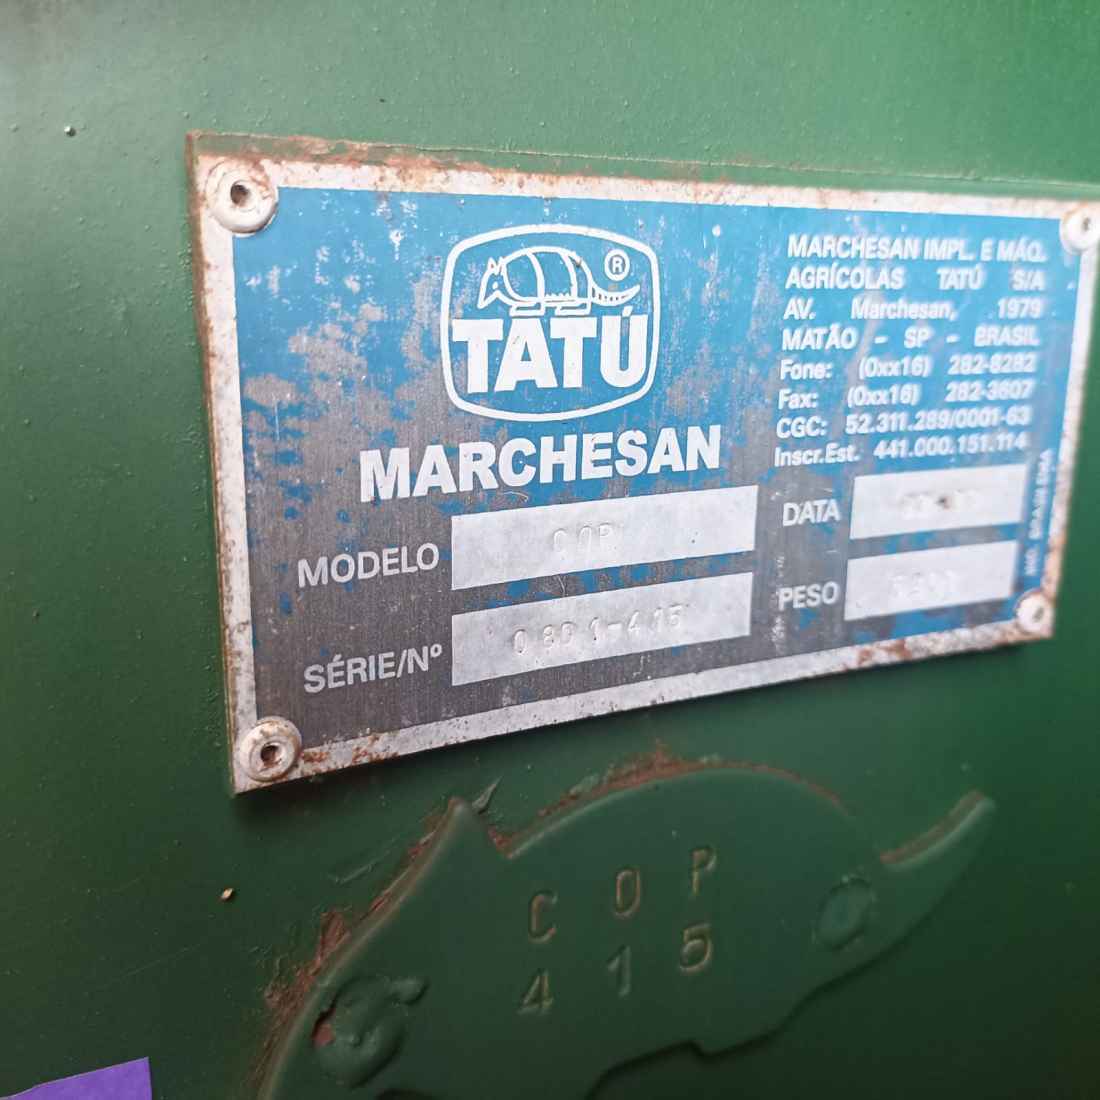 ®
TATÚ
MARCHESAN
MARCHESAN IMPL. E MÁQ.
AGRÍCOLAS TATÚ S/A
AV. Marchesan, 1979
MATÃO - SP - BRASIL
Fone: (0xx16) 282-8282
Fax: (0xx16) 282-3607
CGC: 52.311.289/0001-63
Inscr.Est. 441.000.151.114
MODELO COP
DATA
SÉRIE/Nº
PESO
COP
415